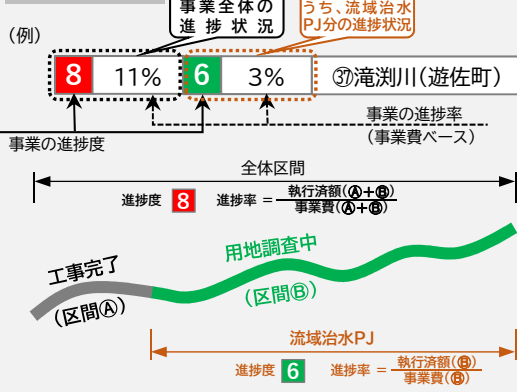 事業全体の
進捗状況
うち、流域治水
PJ分の進捗状況
（例）
8 11% 6 3% ㊲滝渕川（遊佐町）
事業の進捗率
（事業費ベース）
事業の進捗度
全体区間
進捗度 8 進捗率 = 執行済額(Ⓐ+Ⓑ)
事業費(Ⓐ+Ⓑ)
工事完了
（区間Ⓐ）
用地調査中
（区間Ⓑ）
流域治水PJ
進捗度 6 進捗率 = 執行済額(Ⓑ)
事業費(Ⓑ)